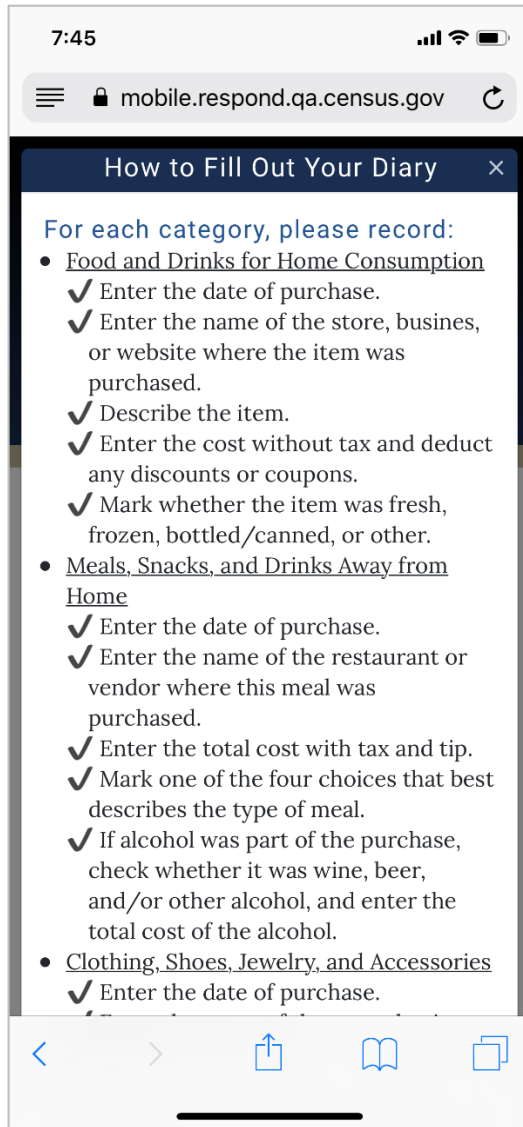 7:45
mobile.respond.qa.census.gov
How to Fill Out Your Diary ×
For each category, please record:
• Food and Drinks for Home Consumption
✔ Enter the date of purchase.
✔ Enter the name of the store, busines,
or website where the item was
purchased.
✔ Describe the item.
✔ Enter the cost without tax and deduct
any discounts or coupons.
✔ Mark whether the item was fresh,
frozen, bottled/canned, or other.
• Meals, Snacks, and Drinks Away from
Home
✔ Enter the date of purchase.
✔ Enter the name of the restaurant or
vendor where this meal was
purchased.
✔ Enter the total cost with tax and tip.
✔ Mark one of the four choices that best
describes the type of meal.
✔ If alcohol was part of the purchase,
check whether it was wine, beer,
and/or other alcohol, and enter the
total cost of the alcohol.
• Clothing, Shoes, Jewelry, and Accessories
✔ Enter the date of purchase.